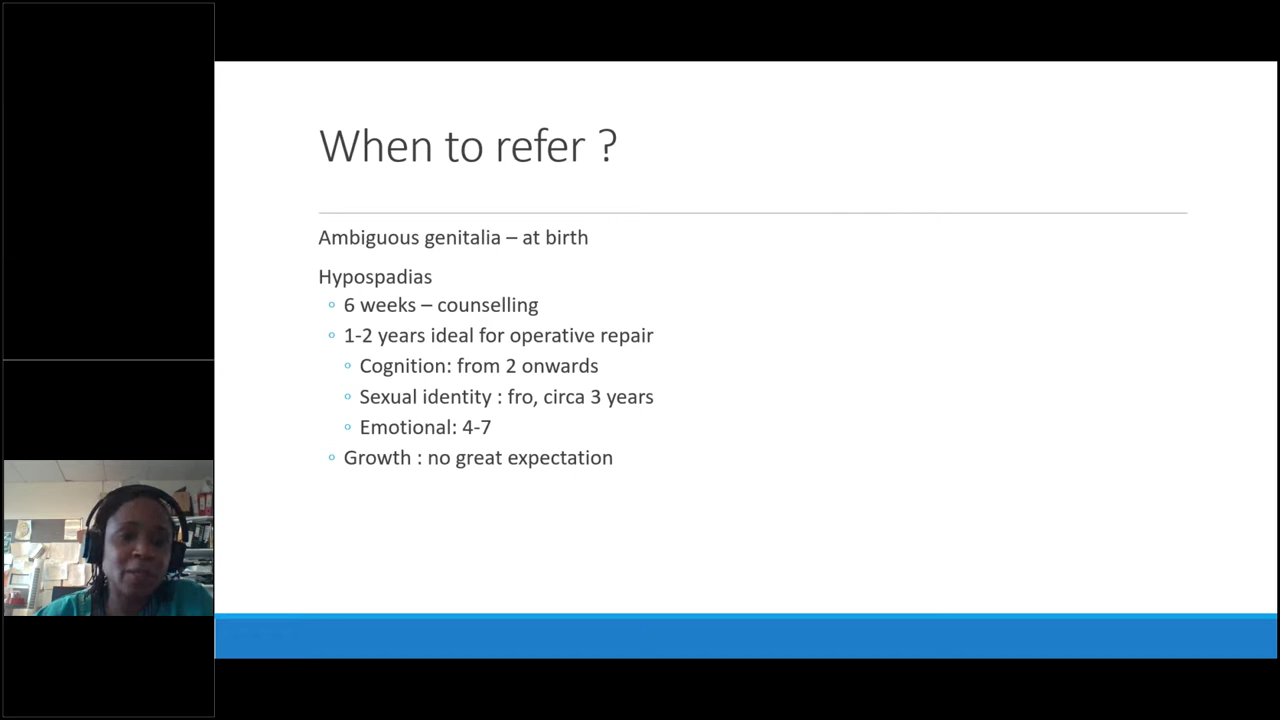 When to refer ?
Ambiguous genitalia – at birth
Hypospadias
6 weeks – counselling
1-2 years ideal for operative repair
Cognition: from 2 onwards
Sexual identity : fro, circa 3 years
Emotional: 4-7
Growth : no great expectation